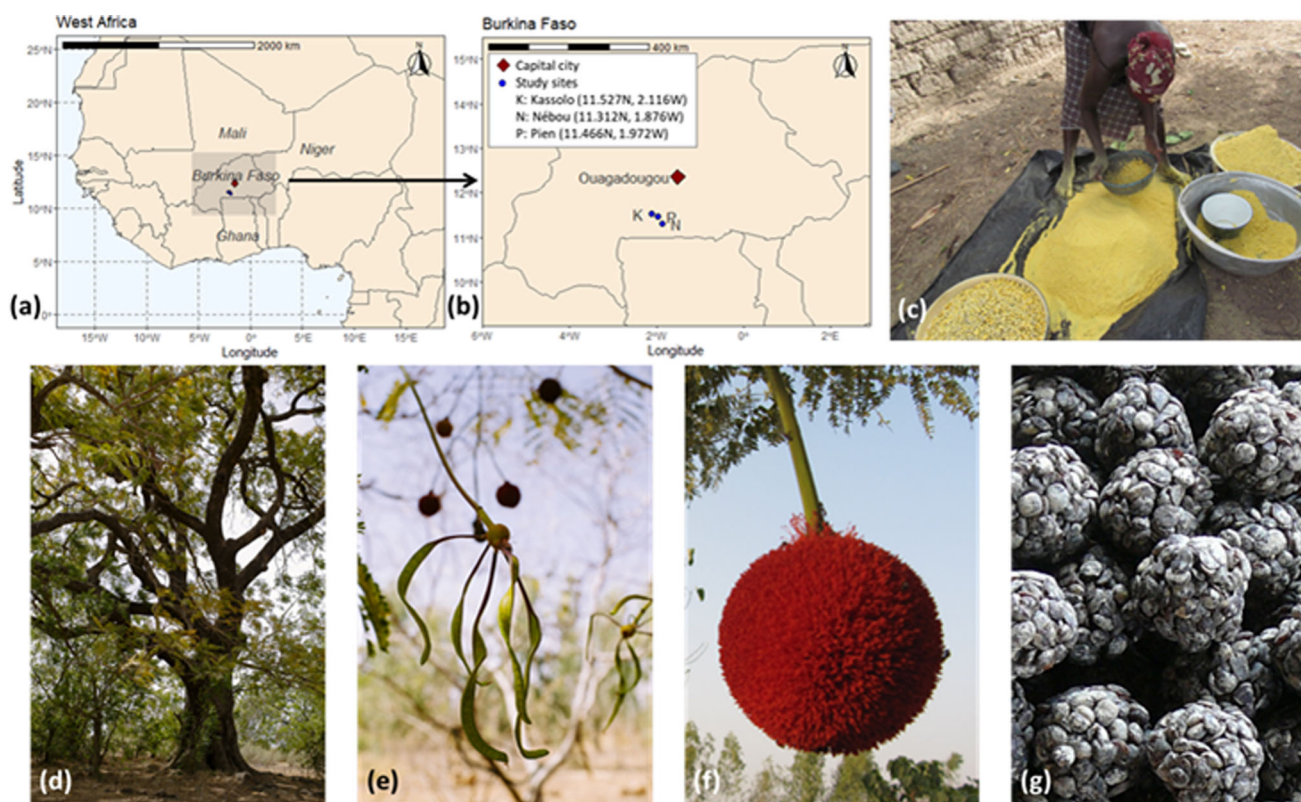 West Africa
2000 km
N
25°N
20°N
15°N
10°N
5°N
0°
Latitude
Mali
Niger
Burkina Faso
Ghana
15°W
10°W
5°W
0°
5°E
10°E
15°E
Longitude
(a)
Burkina Faso
400 km
N
Capital city
Study sites
K: Kassolo (11.527N, 2.116W)
N: Nébou (11.312N, 1.876W)
P: Pien (11.466N, 1.972W)
15°N
14°N
13°N
12°N
11°N
10°N
Ouagadougou
K
P
N
6°W
4°W
2°W
0°
2°E
Longitude
(b)
(c)
(d)
(e)
(f)
(g)